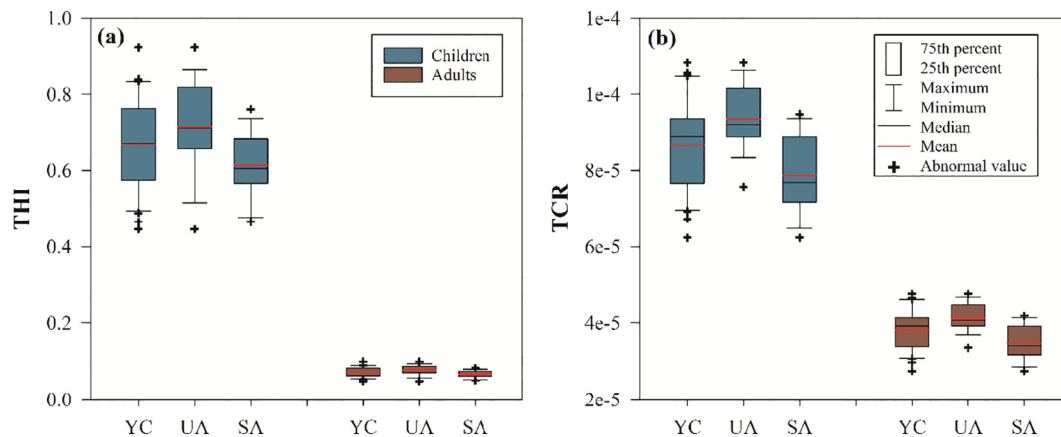 (a)
THI
1.0
0.8
0.6
0.4
0.2
0.0
Children
Adults
YC UA SA YC UA SA
(b)
TCR
1e-4
1e-4
8e-5
6e-5
4e-5
2e-5
75th percent
25th percent
Maximum
Minimum
Median
Mean
Abnormal value
YC UA SA YC UA SA